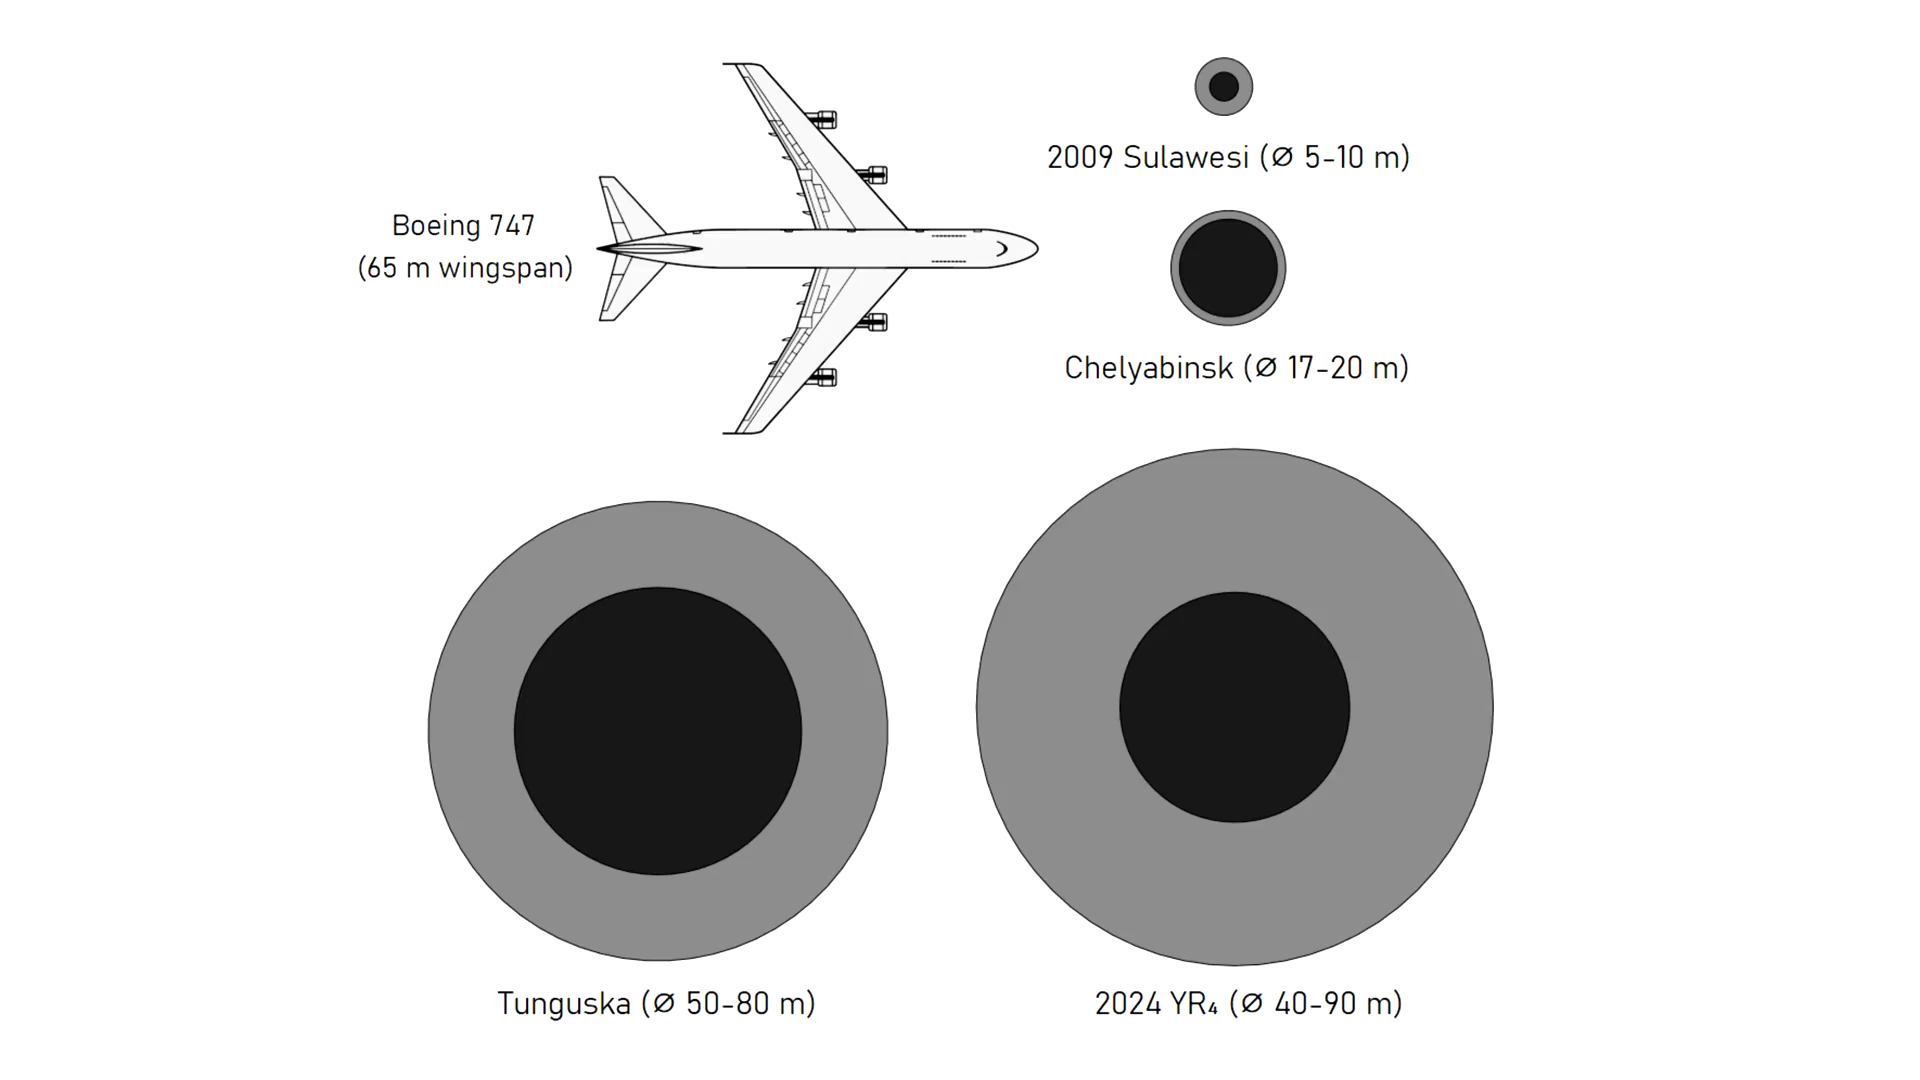 2009 Sulawesi (Ø 5-10 m)
Boeing 747
(65 m wingspan)
Chelyabinsk (Ø 17-20 m)
Tunguska (Ø 50-80 m)
2024 YR₄ (Ø 40-90 m)